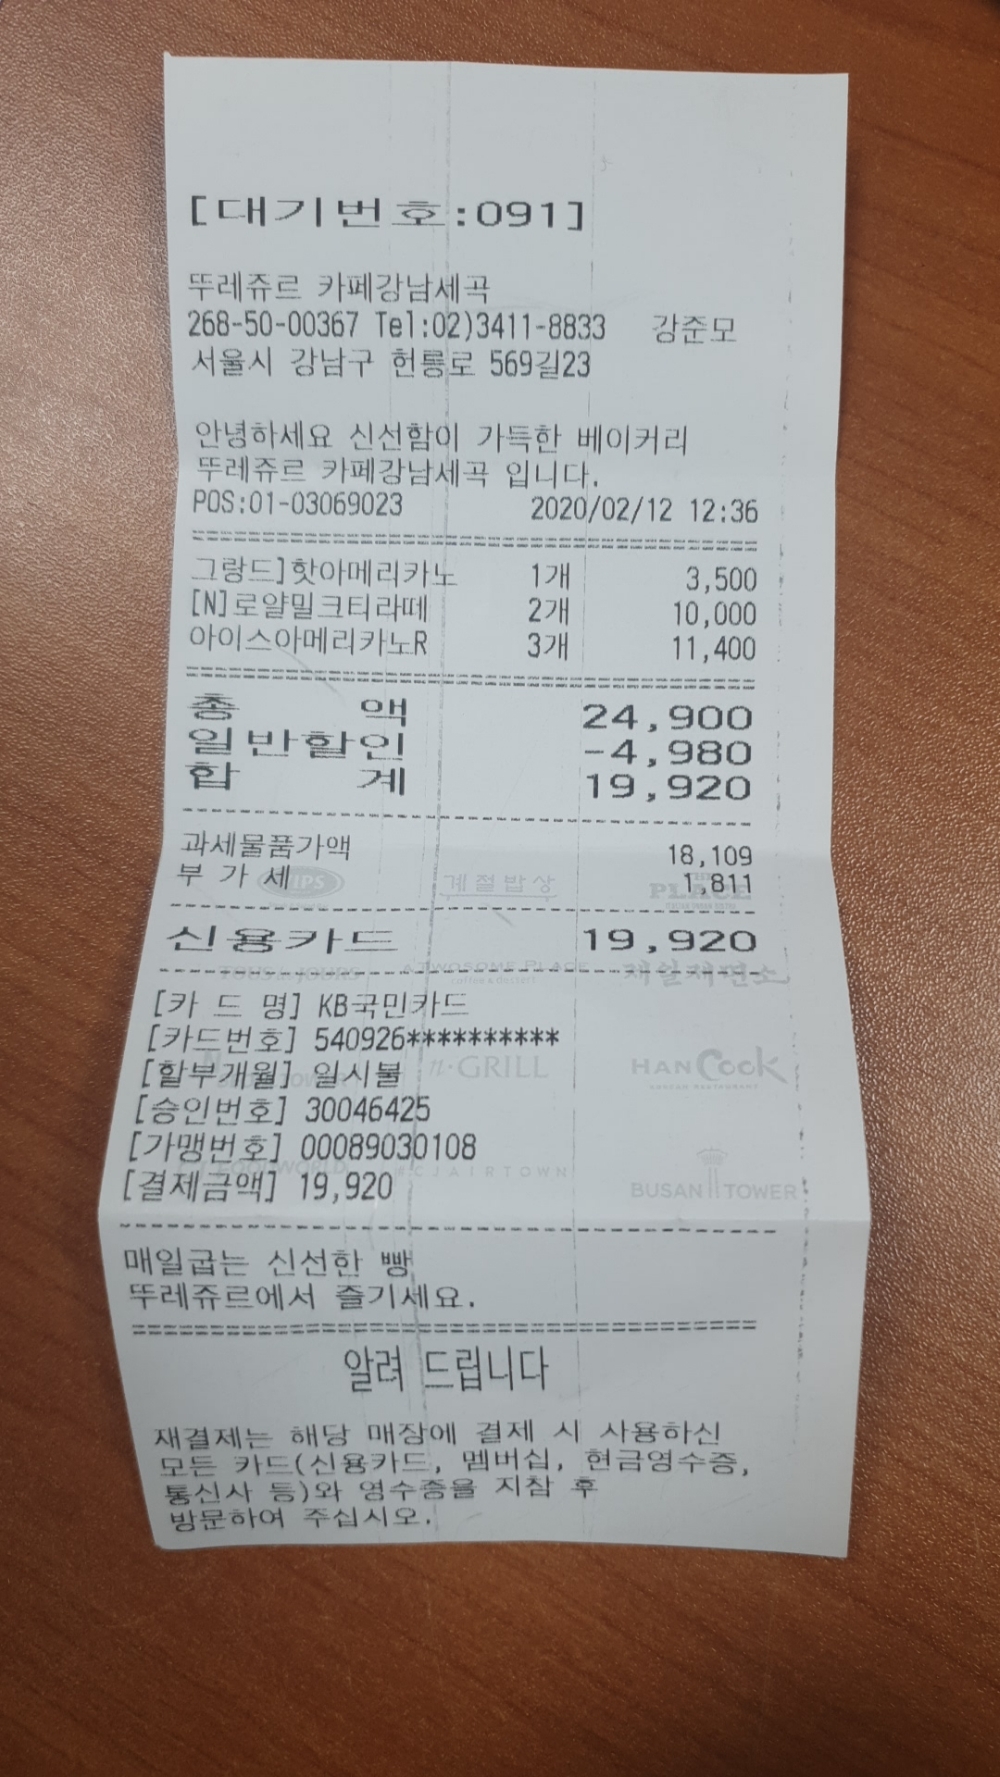 [대기번호:091]
뚜레쥬르 카페강남세곡
268-50-00367 Tel:02)3411-8833 강준모
서울시 강남구 헌릉로 569길23
안녕하세요 신선함이 가득한 베이커리
뚜레쥬르 카페강남세곡 입니다.
POS:01-03069023 2020/02/12 12:36
그랑드]핫아메리카노 1개 3,500
[N]로얄밀크티라떼 2개 10,000
아이스아메리카노R 3개 11,400
총 액 24,900
일반할인 -4,980
합 계 19,920
과세물품가액 18,109
부 가 세 1,811
계절밥상
PLACE
신용카드 19,920
TOUS les JOURS A TWOSOME PLACE 제일제면소
[카 드 명] KB국민카드
[카드번호] 540926**********
[할부개월] 일시불
n·GRILL HANCook
[승인번호] 30046425
[가맹번호] 00089030108
FOODWORLD #CJAIRTOWN BUSAN TOWER
[결제금액] 19,920
매일굽는 신선한 빵
뚜레쥬르에서 즐기세요.
알려 드립니다
재결제는 해당 매장에 결제 시 사용하신
모든 카드(신용카드, 멤버십, 현금영수증,
통신사 등)와 영수증을 지참 후
방문하여 주십시오.